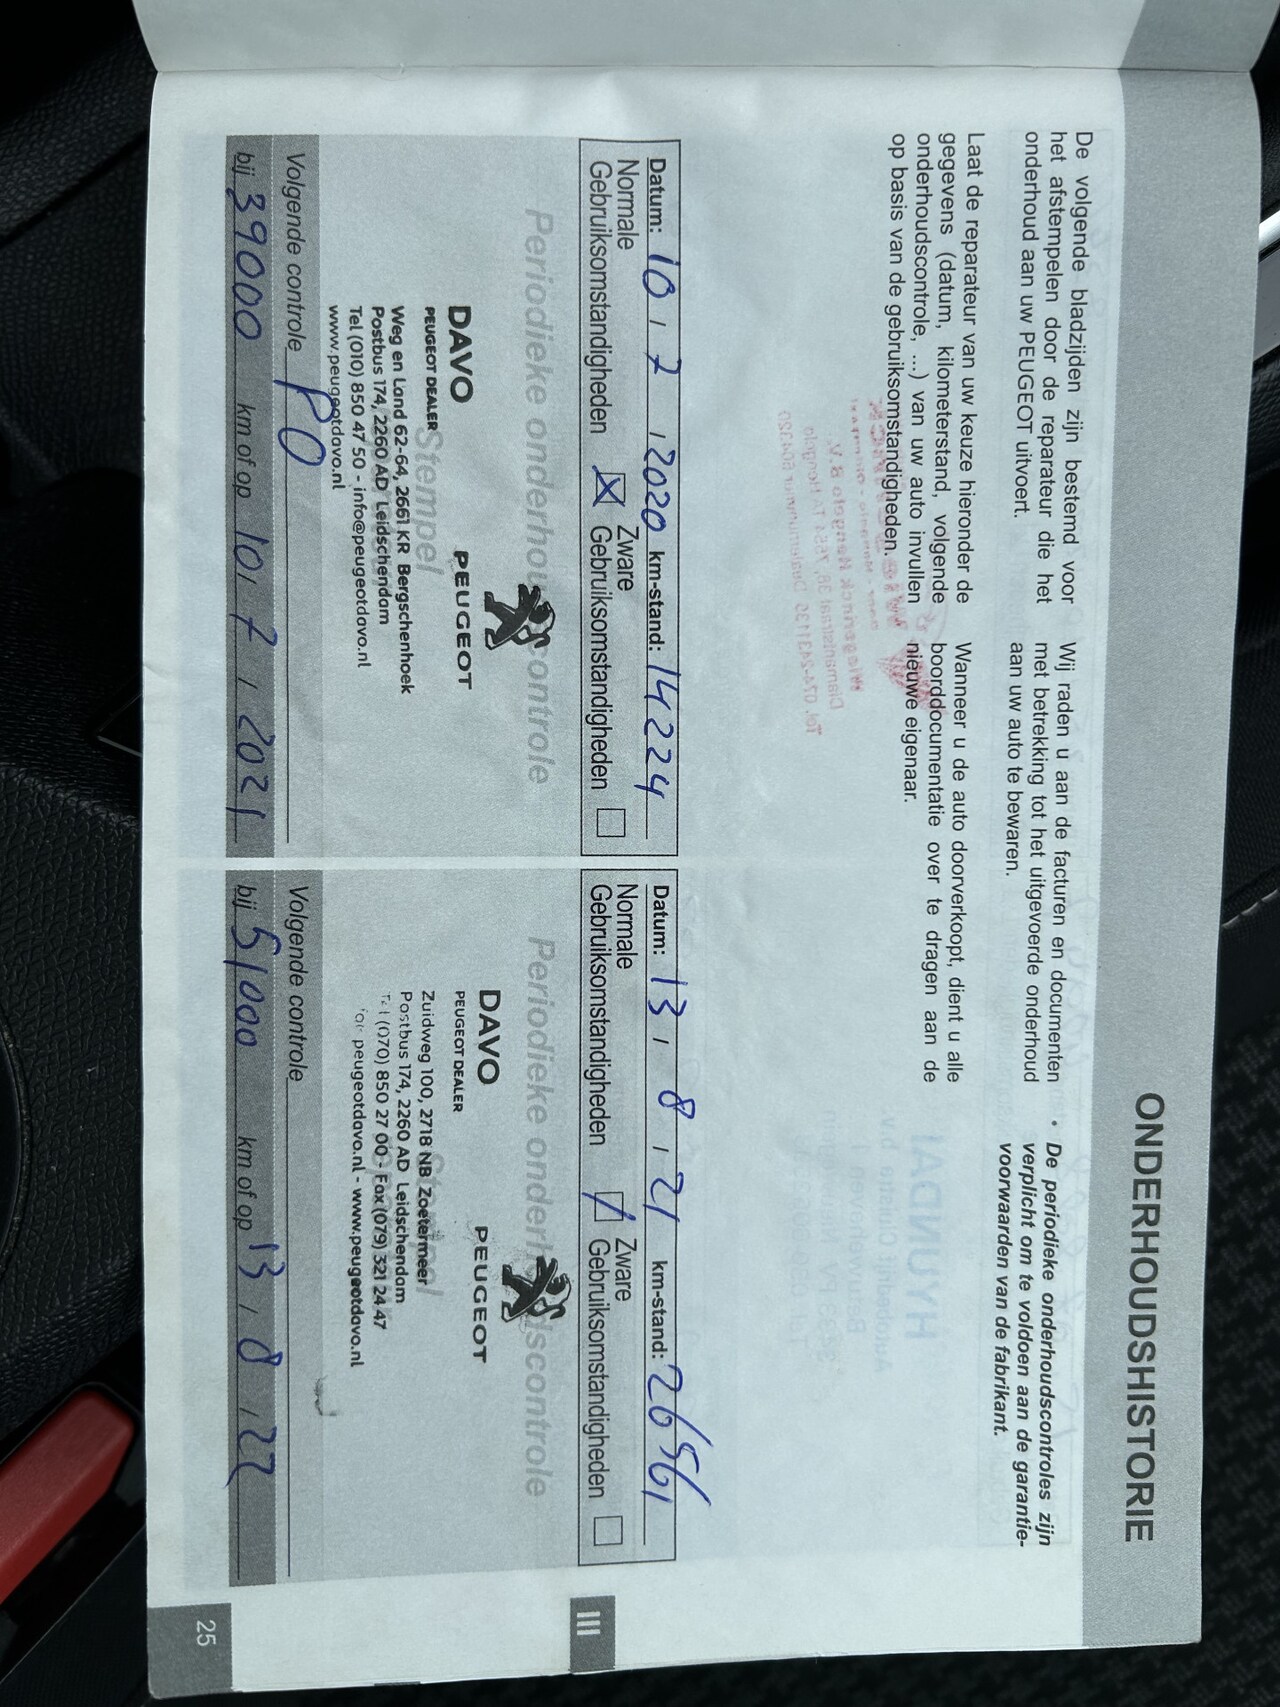 ONDERHOUDSHISTORIE
De volgende bladzijden zijn bestemd voor
het afstempelen door de reparateur die het
onderhoud aan uw PEUGEOT uitvoert.
Laat de reparateur van uw keuze hieronder de
gegevens (datum, kilometerstand, volgende
onderhoudscontrole, ...) van uw auto invullen
op basis van de gebruiksomstandigheden.
Wij raden u aan de facturen en documenten
met betrekking tot het uitgevoerde onderhoud
aan uw auto te bewaren.
Wanneer u de auto doorverkoopt, dient u alle
boorddocumentatie over te dragen aan de
nieuwe eigenaar.
• De periodieke onderhoudscontroles zijn
verplicht om te voldoen aan de garantie-
voorwaarden van de fabrikant.
Datum: 10 , 7 , 2020 km-stand: 14224
Normale
Gebruiksomstandigheden
Zware
Gebruiksomstandigheden
Periodieke onderhoudscontrole
Stempel
DAVO
PEUGEOT DEALER
PEUGEOT
Weg en Land 62-64, 2661 KR Bergschenhoek
Postbus 174, 2260 AD Leidschendam
Tel (010) 850 47 50 - info@peugeotdavo.nl
www.peugeotdavo.nl
Volgende controle PO
bij 39000 km of op 10, 7 , 2021
Datum: 13 , 8 , 21 km-stand: 26561
Normale
Gebruiksomstandigheden
Zware
Gebruiksomstandigheden
Periodieke onderhoudscontrole
Stempel
DAVO
PEUGEOT DEALER
PEUGEOT
Zuidweg 100, 2718 NB Zoetermeer
Postbus 174, 2260 AD Leidschendam
Tel (070) 850 27 00 - Fax (079) 321 24 47
peugeotdavo.nl - www.peugeotdavo.nl
Volgende controle
bij 51000 km of op 13 , 8 , 22
III
25